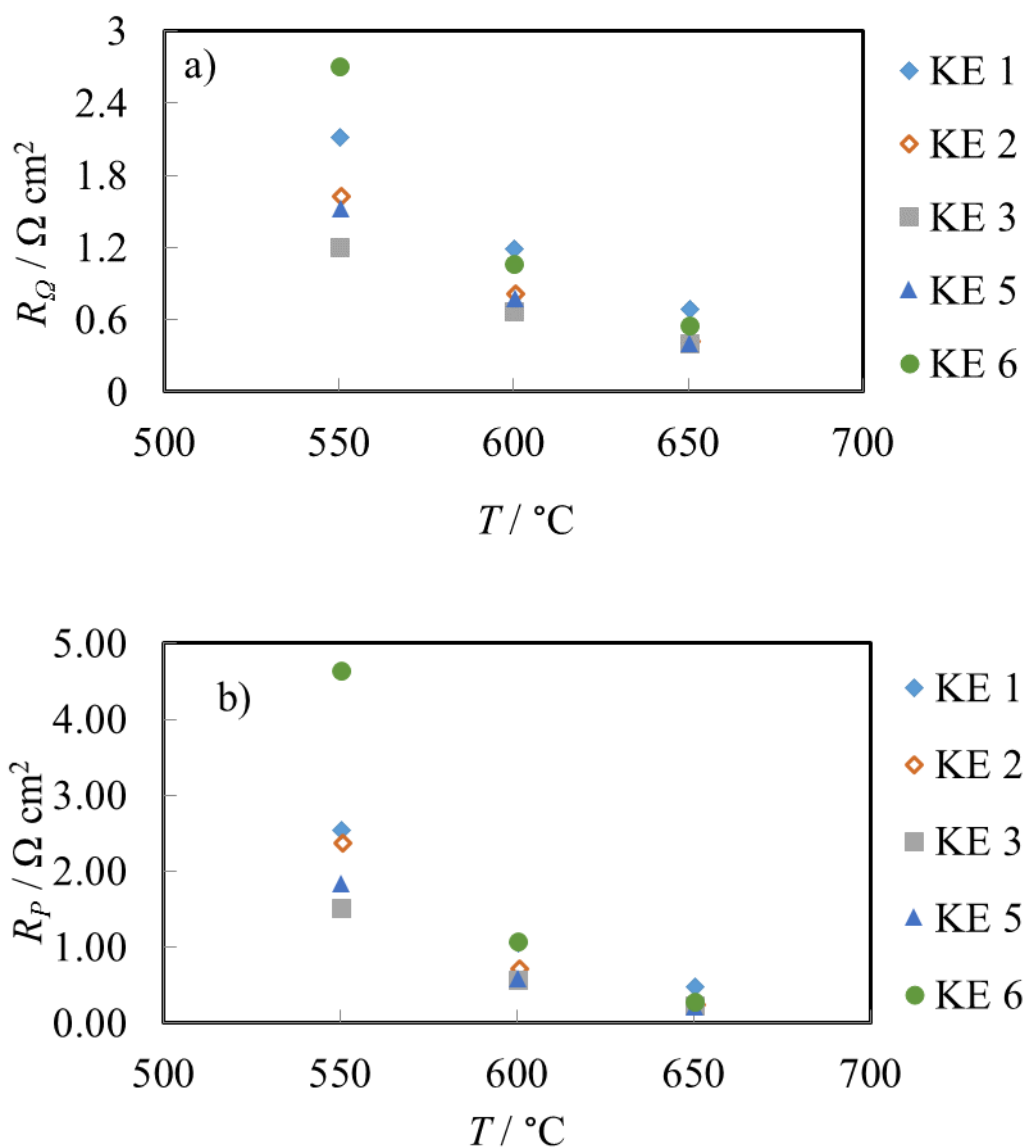 a)
3
2.4
1.8
1.2
0.6
0
R_Ω / Ω cm²
500 550 600 650 700
T / °C
KE 1
KE 2
KE 3
KE 5
KE 6
b)
5.00
4.00
3.00
2.00
1.00
0.00
R_P / Ω cm²
500 550 600 650 700
T / °C
KE 1
KE 2
KE 3
KE 5
KE 6